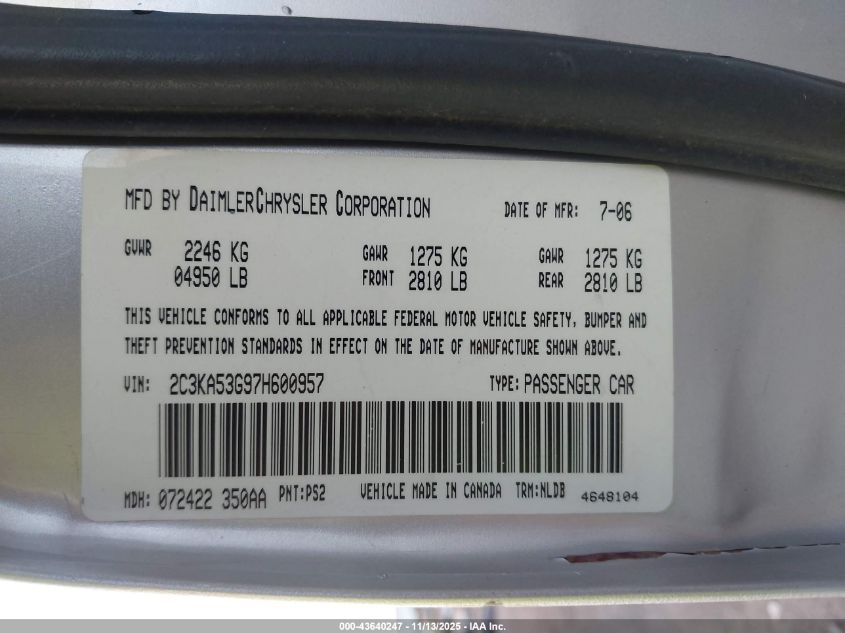 MFD BY DAIMLERCHRYSLER CORPORATION DATE OF MFR: 7-06
GVWR 2246 KG GAWR 1275 KG GAWR 1275 KG
04950 LB FRONT 2810 LB REAR 2810 LB
THIS VEHICLE CONFORMS TO ALL APPLICABLE FEDERAL MOTOR VEHICLE SAFETY, BUMPER AND
THEFT PREVENTION STANDARDS IN EFFECT ON THE DATE OF MANUFACTURE SHOWN ABOVE.
VIN: 2C3KA53G97H600957 TYPE: PASSENGER CAR
MDH: 072422 350AA PNT:PS2 VEHICLE MADE IN CANADA TRM:NLDB 4648104
000-43640247 - 11/13/2025 - IAA Inc.